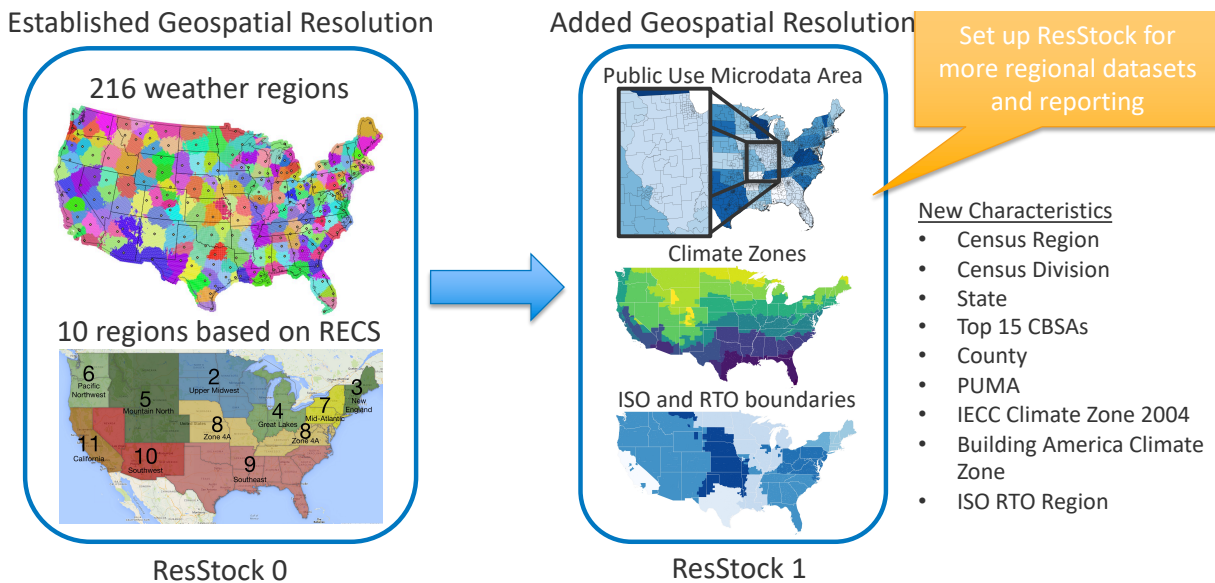 Established Geospatial Resolution
216 weather regions
10 regions based on RECS
6
Pacific
Northwest
5
Mountain North
2
Upper Midwest
4
Great Lakes
3
New
England
7
Mid-Atlantic
8
Zone 4A
8
Zone 4A
11
California
10
Southwest
9
Southeast
ResStock 0
Added Geospatial Resolution
Public Use Microdata Area
Climate Zones
ISO and RTO boundaries
ResStock 1
Set up ResStock for
more regional datasets
and reporting
New Characteristics
• Census Region
• Census Division
• State
• Top 15 CBSAs
• County
• PUMA
• IECC Climate Zone 2004
• Building America Climate
Zone
• ISO RTO Region